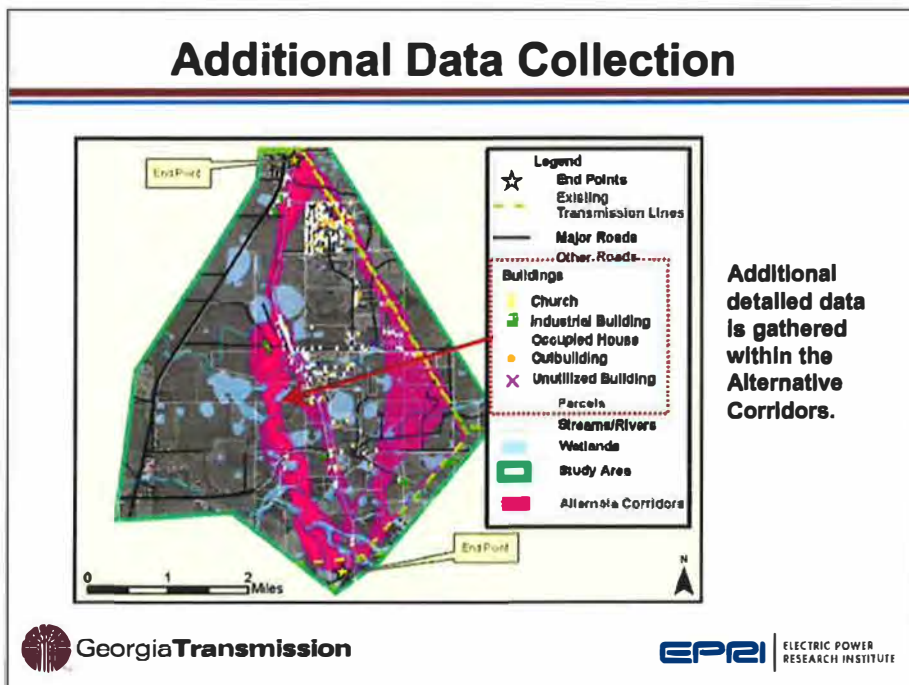 Additional Data Collection
End Point
Legend
End Points
Existing
Transmission Lines
Major Roads
Other Roads
Buildings
Church
Industrial Building
Occupied House
Outbuilding
Unutilized Building
Parcels
Streams/Rivers
Wetlands
Study Area
Alternate Corridors
Additional
detailed data
is gathered
within the
Alternative
Corridors.
End Point
0 1 2
Miles
N
GeorgiaTransmission
EPRI
ELECTRIC POWER
RESEARCH INSTITUTE